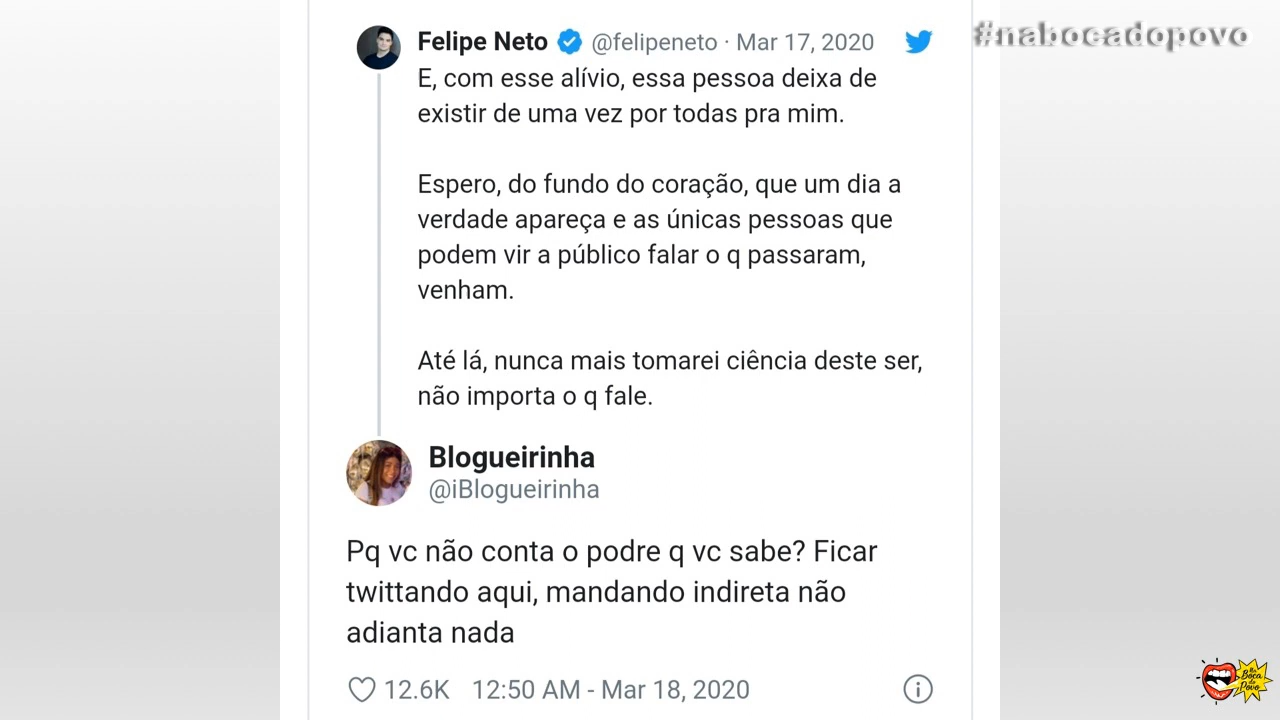 #nabocadopovo
Felipe Neto @felipeneto · Mar 17, 2020
E, com esse alívio, essa pessoa deixa de
existir de uma vez por todas pra mim.
Espero, do fundo do coração, que um dia a
verdade apareça e as únicas pessoas que
podem vir a público falar o q passaram,
venham.
Até lá, nunca mais tomarei ciência deste ser,
não importa o q fale.
Blogueirinha
@iBlogueirinha
Pq vc não conta o podre q vc sabe? Ficar
twittando aqui, mandando indireta não
adianta nada
12.6K 12:50 AM - Mar 18, 2020
Na
Boca
do
Povo